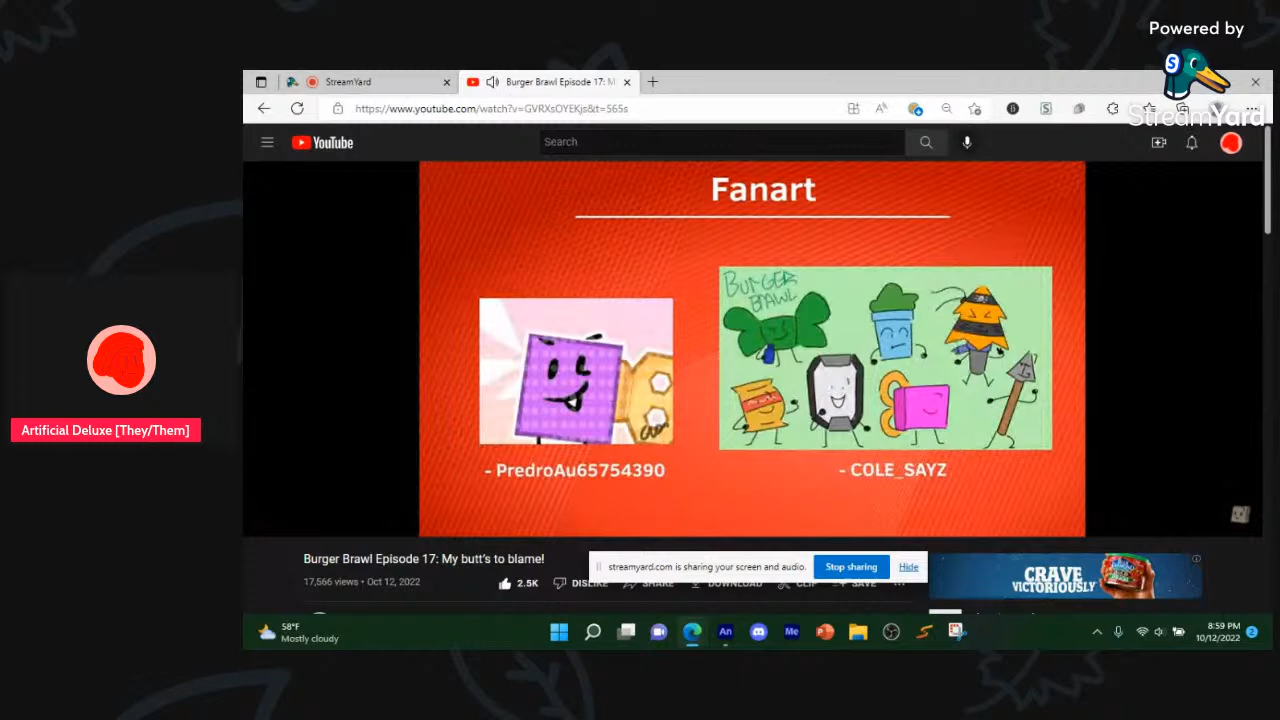 Powered by
StreamYard
StreamYard
Burger Brawl Episode 17: M
https://www.youtube.com/watch?v=GVRXsOYEKjs&t=565s
YouTube
Search
Fanart
BURGER
BRAWL
- PredroAu65754390
- COLE_SAYZ
Artificial Deluxe [They/Them]
Burger Brawl Episode 17: My butt's to blame!
17,566 views • Oct 12, 2022
2.5K
DISLIKE
SHARE
DOWNLOAD
CLIP
SAVE
streamyard.com is sharing your screen and audio.
Stop sharing
Hide
CRAVE
VICTORIOUSLY
58°F
Mostly cloudy
An
Me
8:59 PM
10/12/2022
2